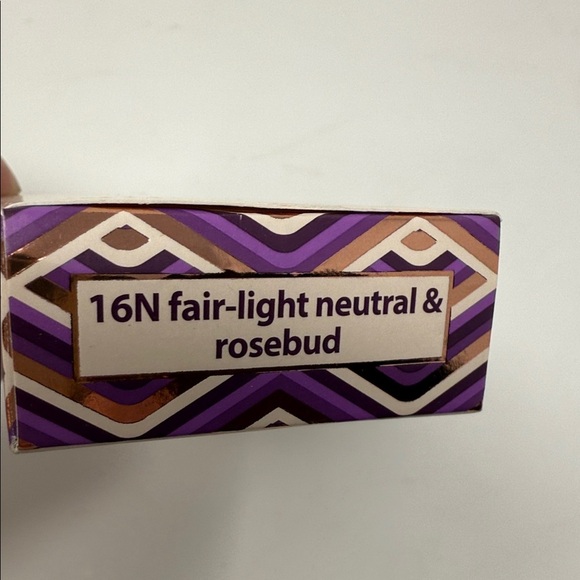 16N fair-light neutral &
rosebud